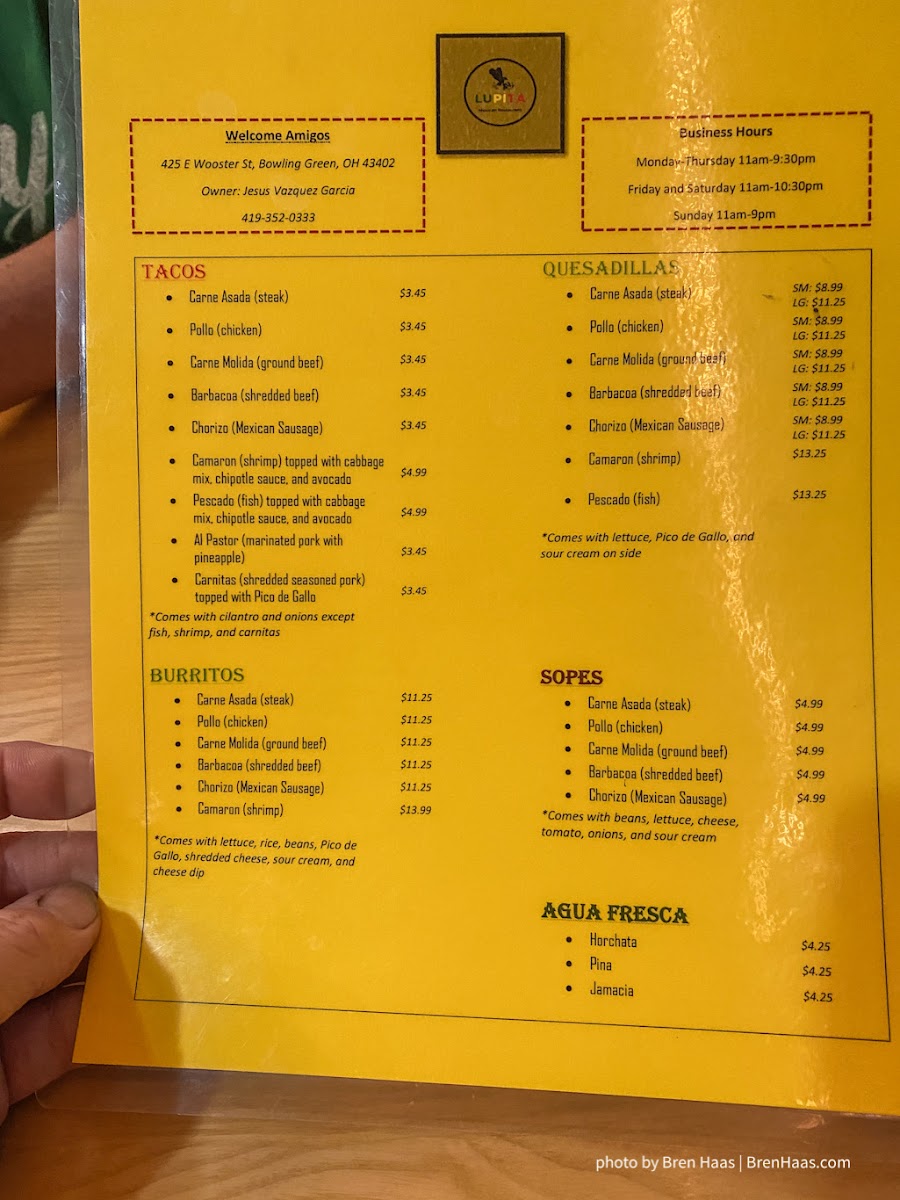 LUPITA
Welcome Amigos
425 E Wooster St, Bowling Green, OH 43402
Owner: Jesus Vazquez Garcia
419-352-0333
Business Hours
Monday-Thursday 11am-9:30pm
Friday and Saturday 11am-10:30pm
Sunday 11am-9pm
TACOS
Carne Asada (steak) $3.45
Pollo (chicken) $3.45
Carne Molida (ground beef) $3.45
Barbacoa (shredded beef) $3.45
Chorizo (Mexican Sausage) $3.45
Camaron (shrimp) topped with cabbage
mix, chipotle sauce, and avocado $4.99
Pescado (fish) topped with cabbage
mix, chipotle sauce, and avocado $4.99
Al Pastor (marinated pork with
pineapple) $3.45
Carnitas (shredded seasoned pork)
topped with Pico de Gallo $3.45
*Comes with cilantro and onions except
fish, shrimp, and carnitas
QUESADILLAS
Carne Asada (steak) SM: $8.99
LG: $11.25
Pollo (chicken) SM: $8.99
LG: $11.25
Carne Molida (ground beef) SM: $8.99
LG: $11.25
Barbacoa (shredded beef) SM: $8.99
LG: $11.25
Chorizo (Mexican Sausage) SM: $8.99
LG: $11.25
Camaron (shrimp) $13.25
Pescado (fish) $13.25
*Comes with lettuce, Pico de Gallo, and
sour cream on side
BURRITOS
Carne Asada (steak) $11.25
Pollo (chicken) $11.25
Carne Molida (ground beef) $11.25
Barbacoa (shredded beef) $11.25
Chorizo (Mexican Sausage) $11.25
Camaron (shrimp) $13.99
*Comes with lettuce, rice, beans, Pico de
Gallo, shredded cheese, sour cream, and
cheese dip
SOPES
Carne Asada (steak) $4.99
Pollo (chicken) $4.99
Carne Molida (ground beef) $4.99
Barbacoa (shredded beef) $4.99
Chorizo (Mexican Sausage) $4.99
*Comes with beans, lettuce, cheese,
tomato, onions, and sour cream
AGUA FRESCA
Horchata $4.25
Pina $4.25
Jamacia $4.25
photo by Bren Haas | BrenHaas.com